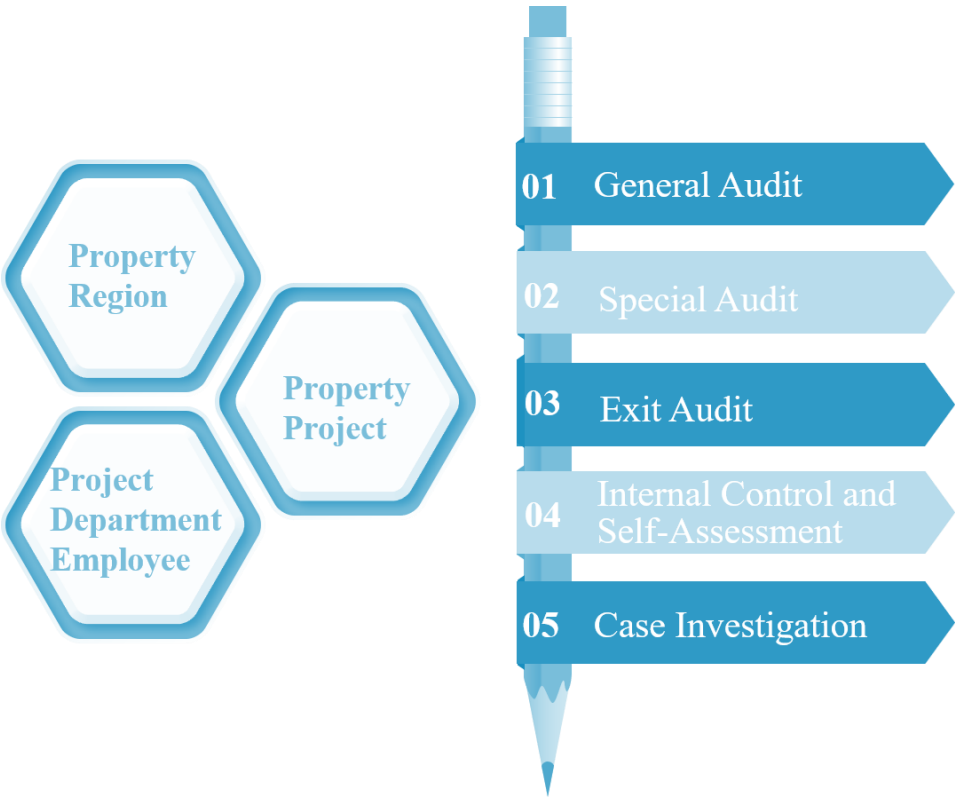 Property
Region
Property
Project
Project
Department
Employee
01 General Audit
02 Special Audit
03 Exit Audit
04 Internal Control and
Self-Assessment
05 Case Investigation